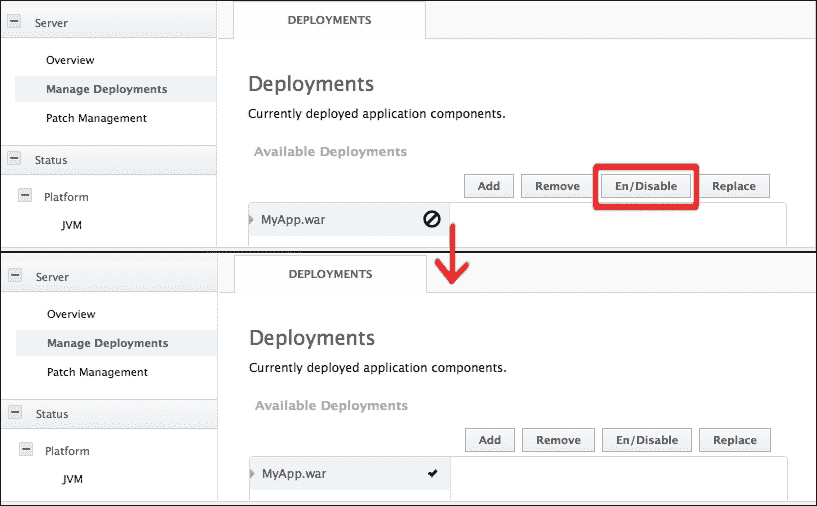 Server
Overview
Manage Deployments
Patch Management
Status
Platform
JVM
DEPLOYMENTS
Deployments
Currently deployed application components.
Available Deployments
Add Remove En/Disable Replace
MyApp.war
Server
Overview
Manage Deployments
Patch Management
Status
Platform
JVM
DEPLOYMENTS
Deployments
Currently deployed application components.
Available Deployments
Add Remove En/Disable Replace
MyApp.war